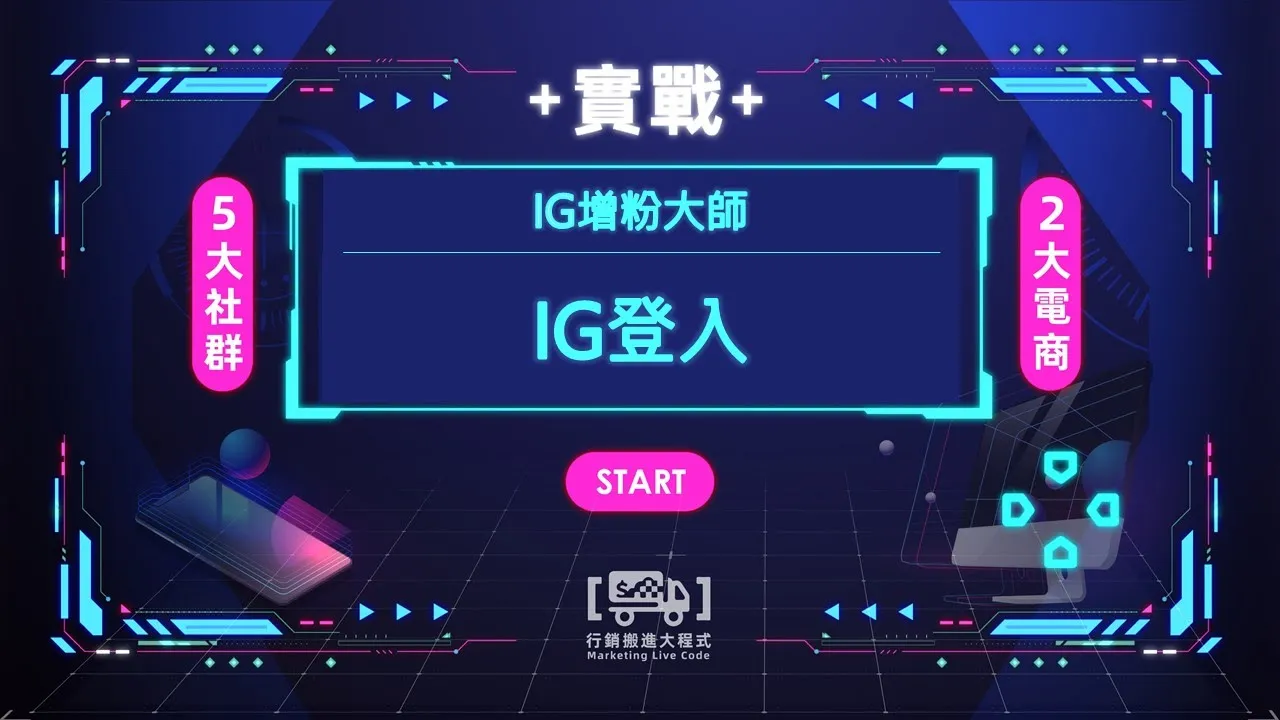 + 實戰 +
5大社群
IG增粉大師
IG登入
2大電商
START
行銷搬進大程式
Marketing Live Code